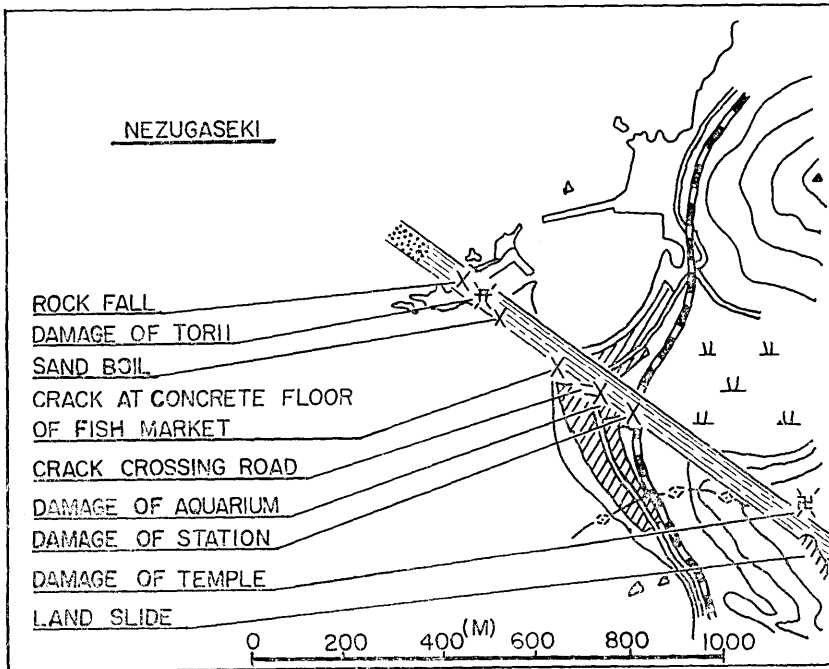 NEZUGASEKI
ROCK FALL
DAMAGE OF TORII
SAND BOIL
CRACK AT CONCRETE FLOOR
OF FISH MARKET
CRACK CROSSING ROAD
DAMAGE OF AQUARIUM
DAMAGE OF STATION
DAMAGE OF TEMPLE
LAND SLIDE
(M)
0 200 400 600 800 1000